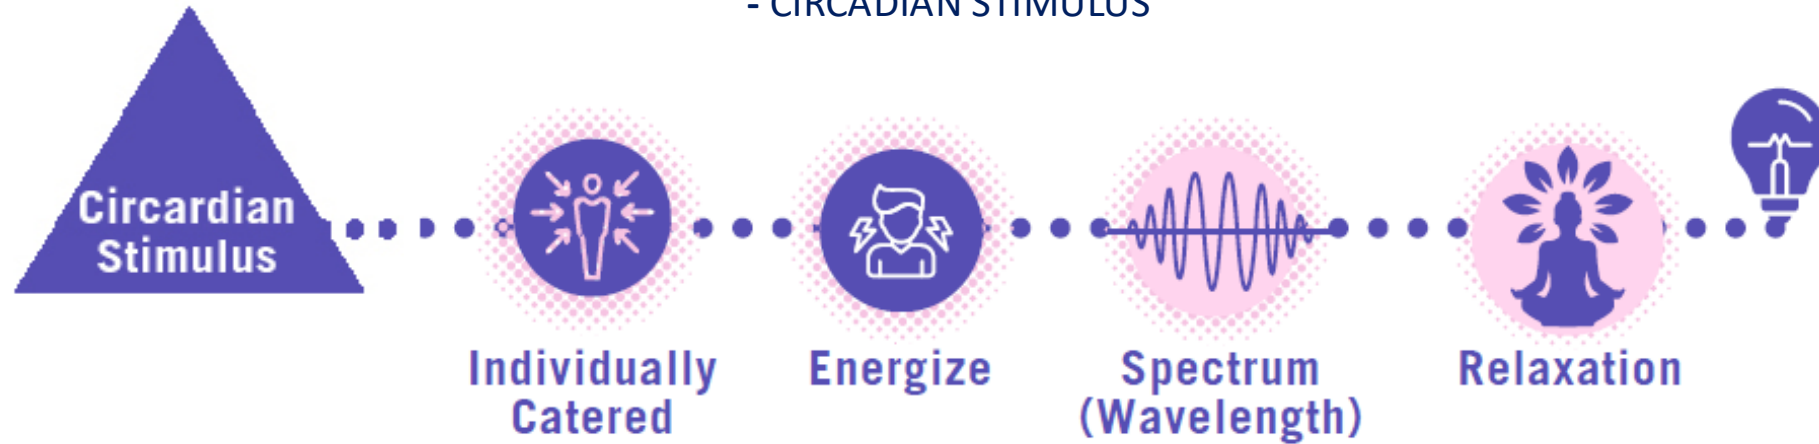 - CIRCADIAN STIMULUS
Circardian
Stimulus
Individually
Catered
Energize
Spectrum
(Wavelength)
Relaxation